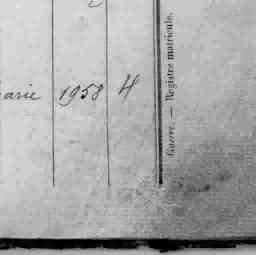 arie 1958 H
Guerre. — Registre matricule.